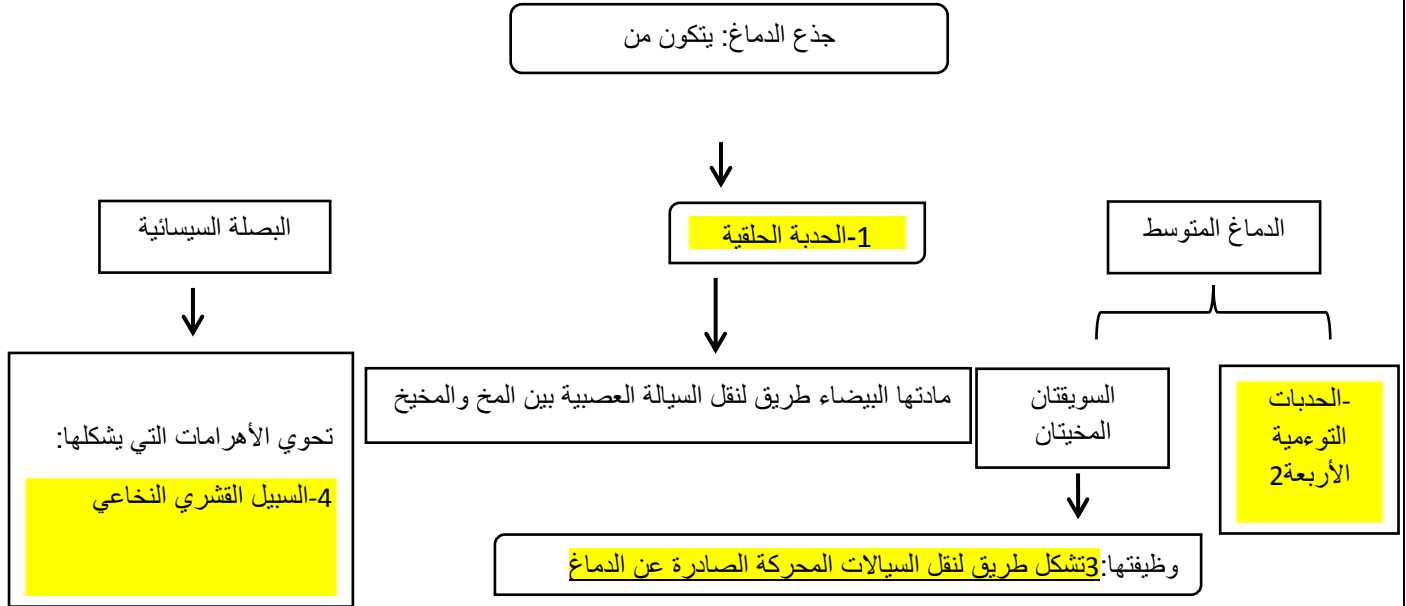 جذع الدماغ: يتكون من
الدماغ المتوسط
1-الحدبة الحلقية
البصلة السيسائية
-الحدبات
التوءمية
الأربعة2
السويقتان
المخيتان
مادتها البيضاء طريق لنقل السيالة العصبية بين المخ والمخيخ
تحوي الأهرامات التي يشكلها:
4-السبيل القشري النخاعي
وظيفتها:3تشكل طريق لنقل السيالات المحركة الصادرة عن الدماغ